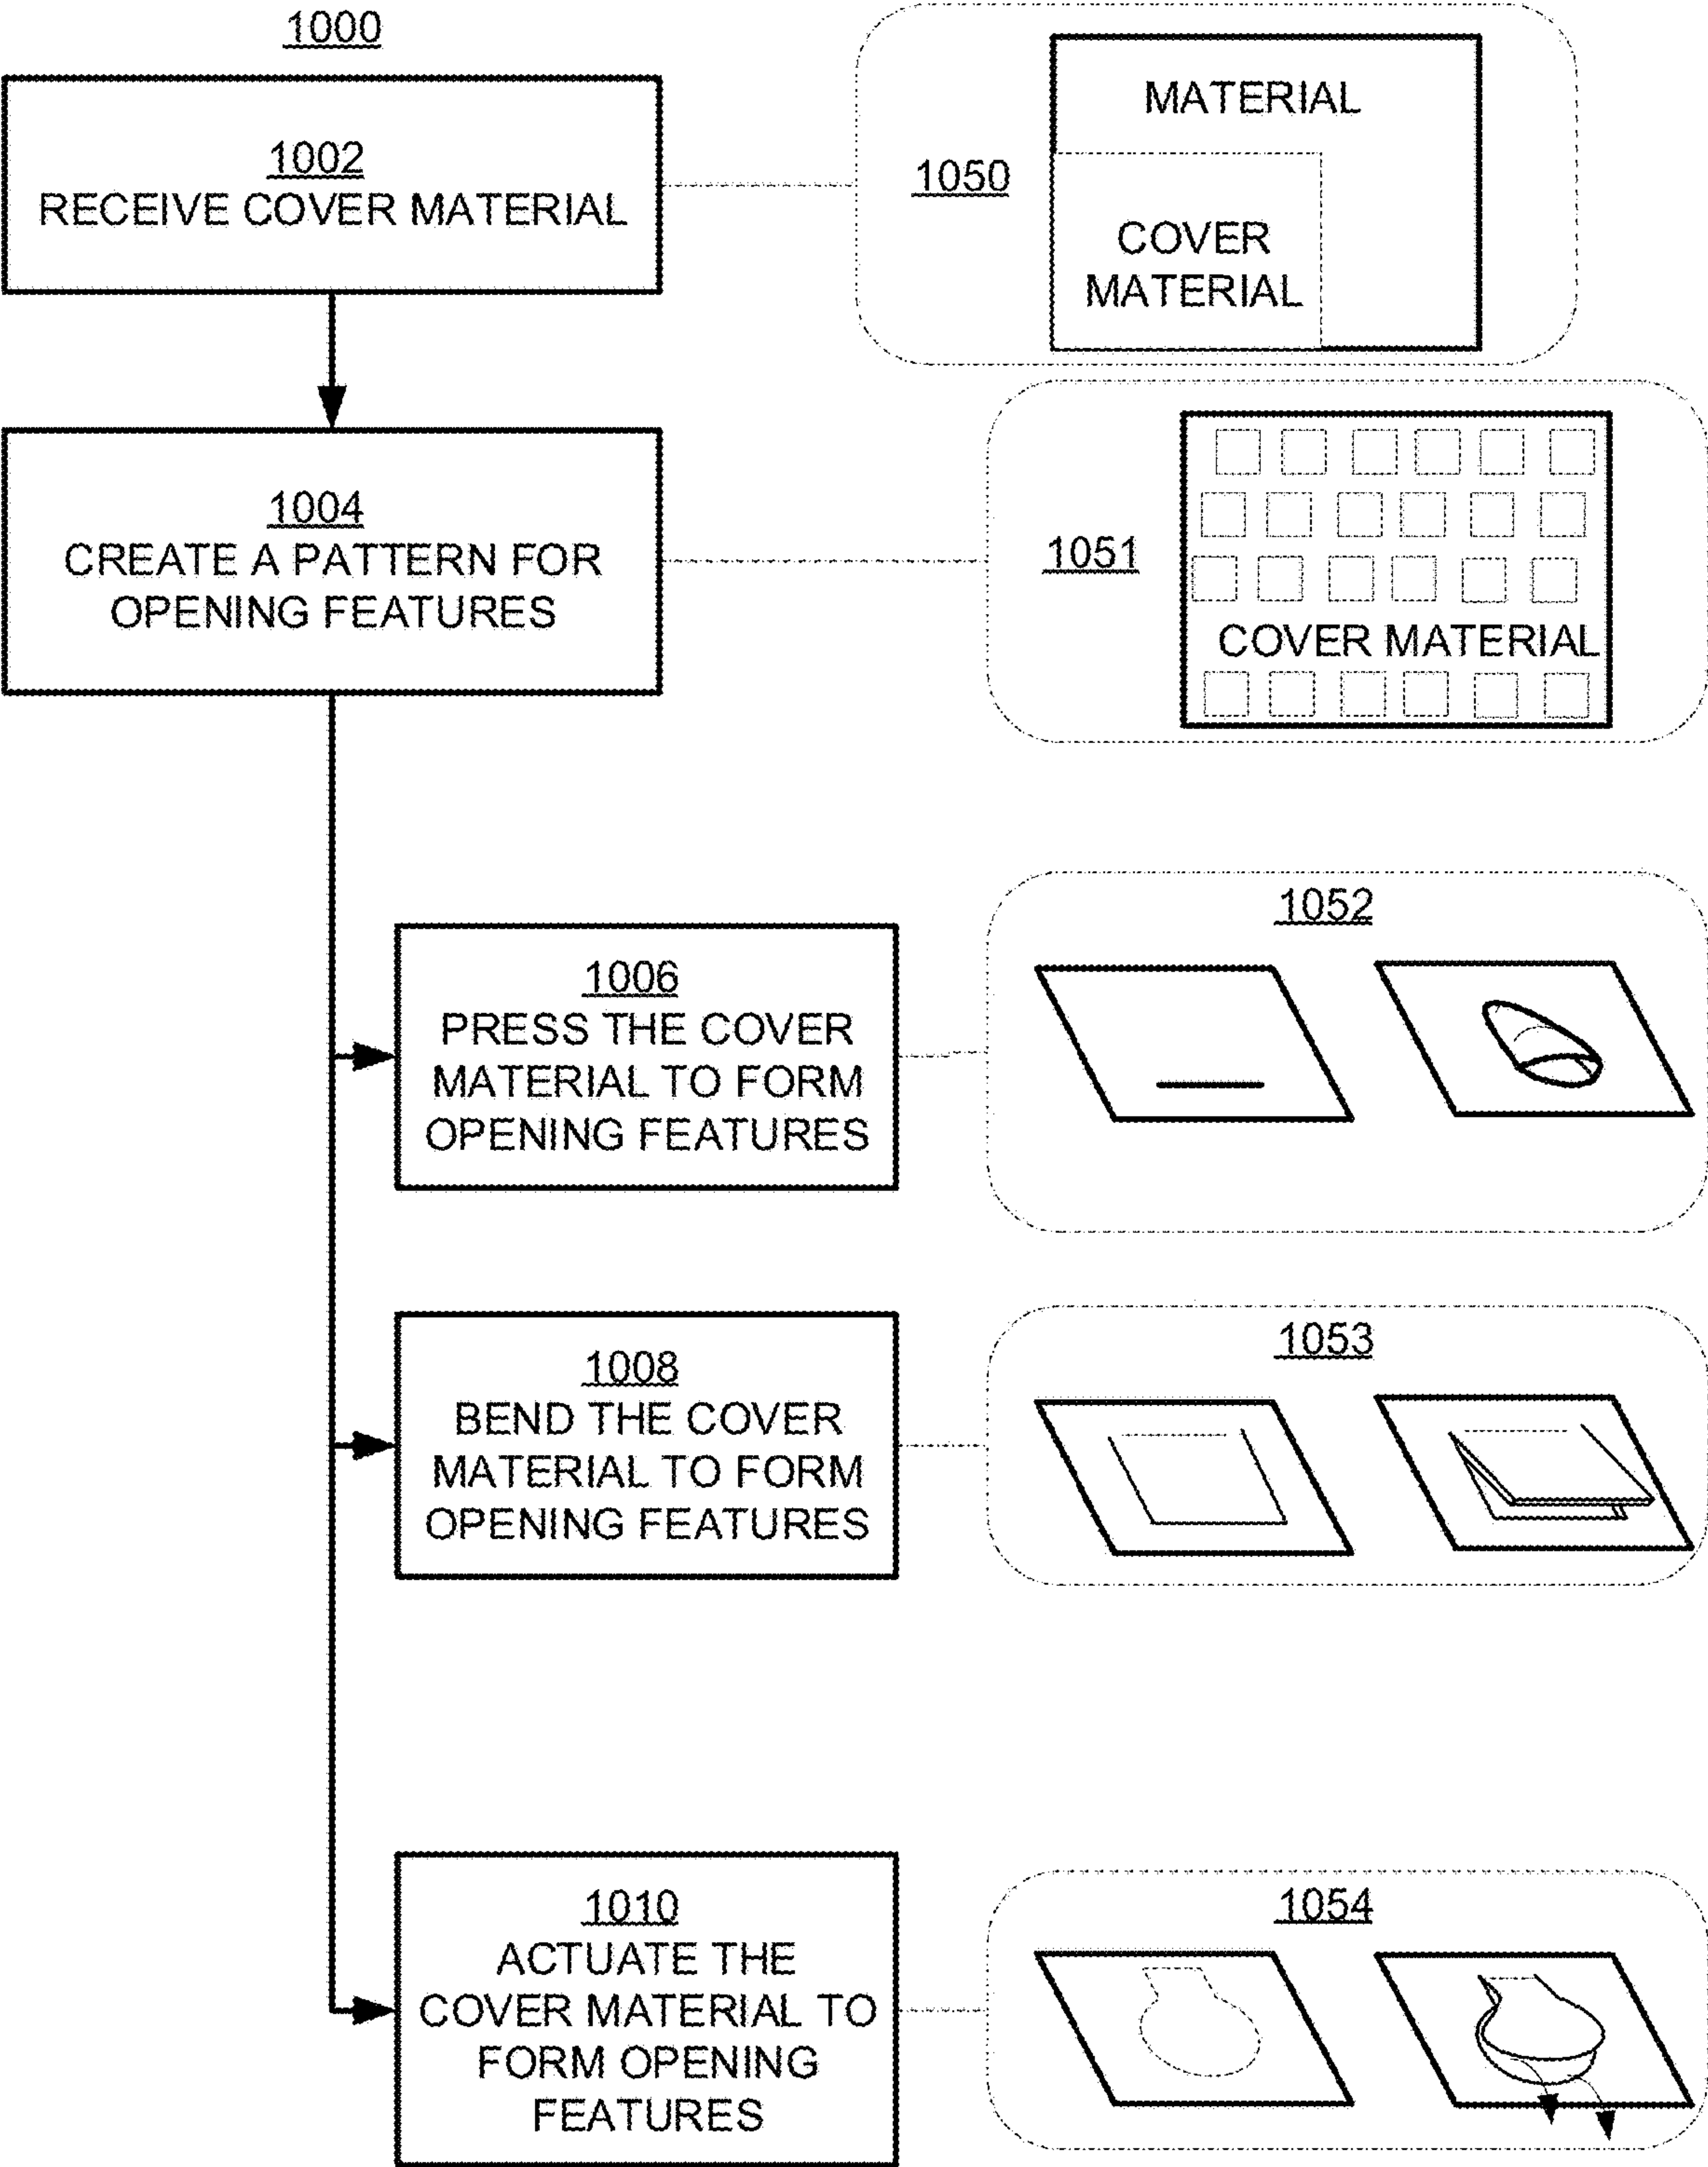 1000
1002
RECEIVE COVER MATERIAL
1050
MATERIAL
COVER
MATERIAL
1004
CREATE A PATTERN FOR
OPENING FEATURES
1051
COVER MATERIAL
1006
PRESS THE COVER
MATERIAL TO FORM
OPENING FEATURES
1052
1008
BEND THE COVER
MATERIAL TO FORM
OPENING FEATURES
1053
1010
ACTUATE THE
COVER MATERIAL TO
FORM OPENING
FEATURES
1054